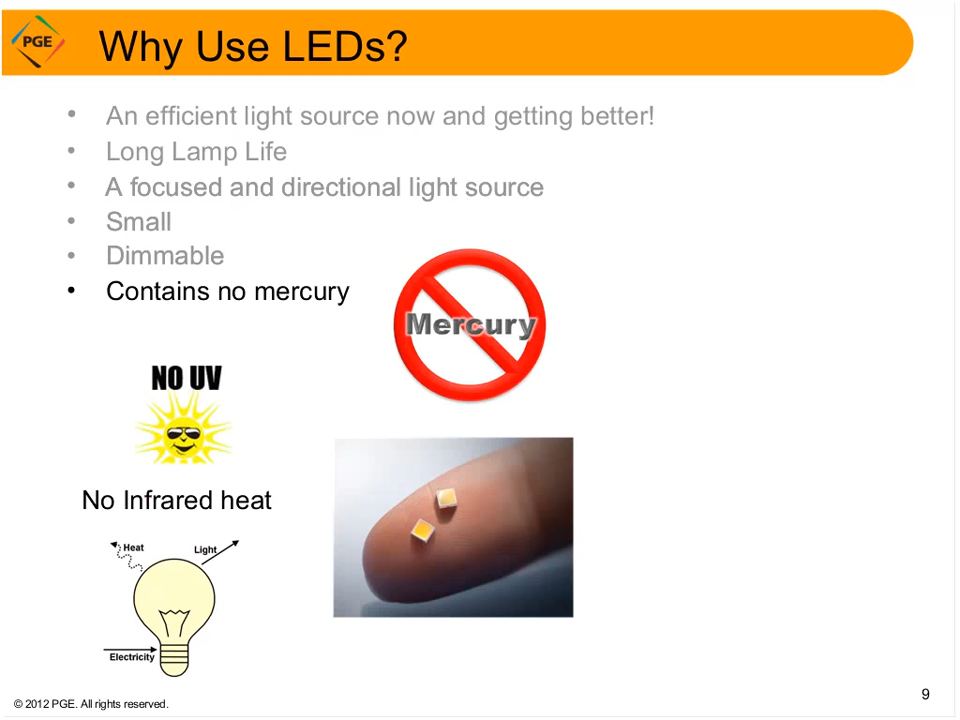 PGE
Why Use LEDs?
• An efficient light source now and getting better!
• Long Lamp Life
• A focused and directional light source
• Small
• Dimmable
• Contains no mercury
Mercury
NO UV
No Infrared heat
Heat
Light
Electricity
© 2012 PGE. All rights reserved.
9